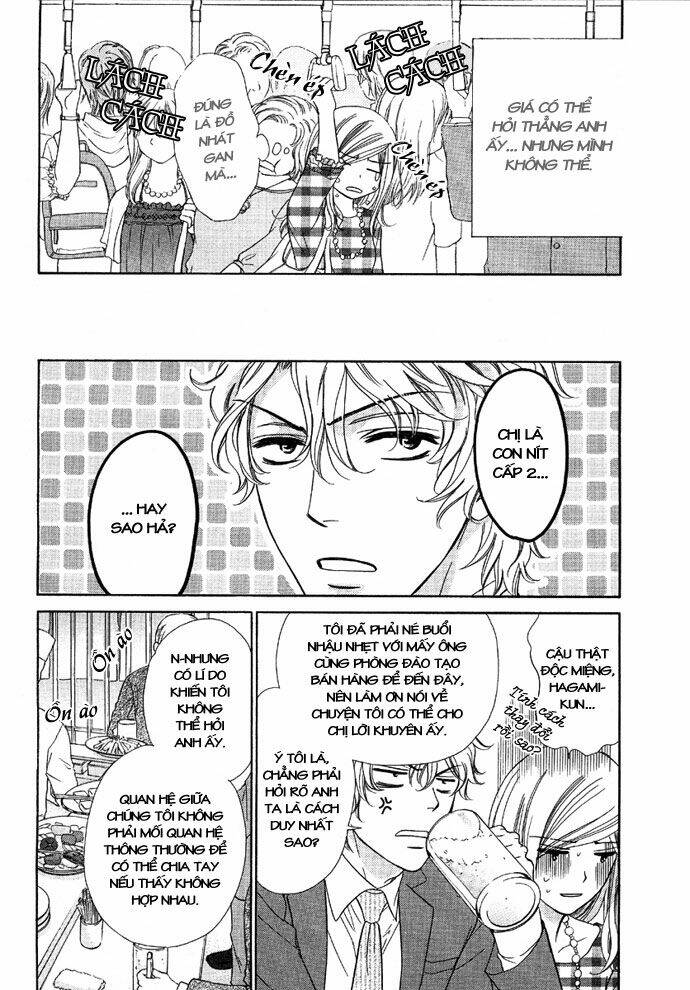 GIÁ CÓ THỂ
HỎI THẲNG ANH
ẤY... NHƯNG MÌNH
KHÔNG THỂ.
LÁCH
CÁCH
Chèn ép
Chèn ép
LÁCH
CÁCH
ĐÚNG
LÀ ĐỒ
NHÁT
GAN
MÀ...
CHỊ LÀ
CON NÍT
CẤP 2...
... HAY
SAO HẢ?
CẬU THẬT
ĐỘC MIỆNG,
HAGAMI-
KUN...
Tính cách
thay đổi
rồi sao?
TÔI ĐÃ PHẢI NÉ BUỔI
NHẬU NHẸT VỚI MẤY ÔNG
CÙNG PHÒNG ĐÀO TẠO
BÁN HÀNG ĐỂ ĐẾN ĐÂY,
NÊN LÀM ƠN NÓI VỀ
CHUYỆN TÔI CÓ THỂ CHO
CHỊ LỜI KHUYÊN ẤY.
Ý TÔI LÀ,
CHẲNG PHẢI
HỎI RÕ ANH
TA LÀ CÁCH
DUY NHẤT
SAO?
Ồn ào
Ồn ào
N-NHƯNG
CÓ LÍ DO
KHIẾN TÔI
KHÔNG
THỂ HỎI
ANH ẤY.
QUAN HỆ GIỮA
CHÚNG TÔI KHÔNG
PHẢI MỐI QUAN HỆ
THÔNG THƯỜNG ĐỂ
CÓ THỂ CHIA TAY
NẾU THẤY KHÔNG
HỢP NHAU.